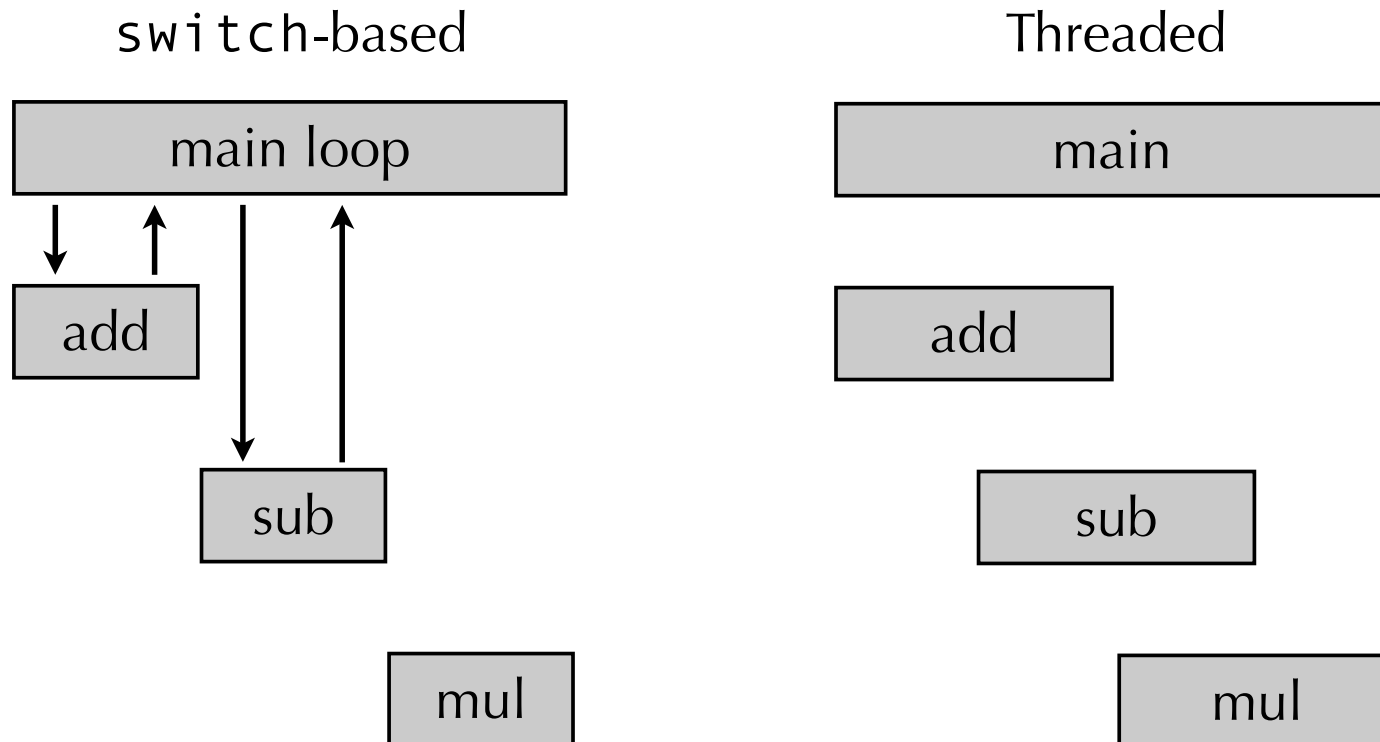 switch-based
main loop
add
sub
mul
Threaded
main
add
sub
mul